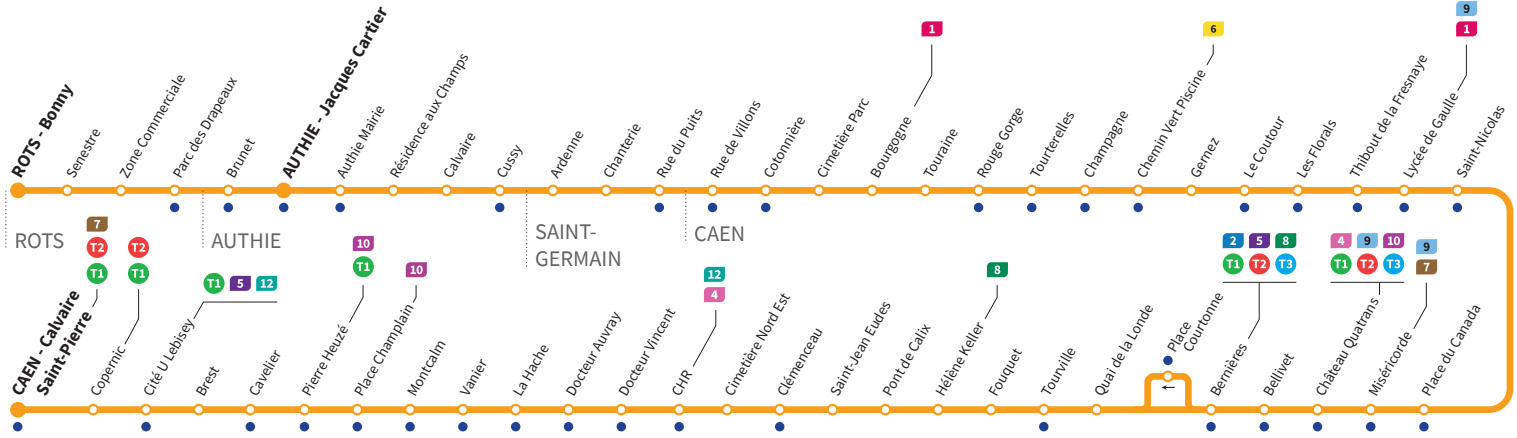 9
1
6
1
ROTS - Bonny
Senestre
Zone Commerciale
Parc des Drapeaux
Brunet
AUTHIE - Jacques Cartier
Authie Mairie
Résidence aux Champs
Calvaire
Cussy
Ardenne
Chanterie
Rue du Puits
Rue de Villons
Cotonnière
Cimetière Parc
Bourgogne
Touraine
Rouge Gorge
Tourterelles
Champagne
Chemin Vert Piscine
Gernez
Le Coutour
Les Florals
Thibout de la Fresnaye
Lycée de Gaulle
Saint-Nicolas
ROTS
AUTHIE
SAINT-
GERMAIN
CAEN
7
T2
T1
T2
T1
T1 5 12
10
T1
10
12
4
8
2 5 8
T1 T2 T3
4 9 10
T1 T2 T3
9
7
CAEN - Calvaire
Saint-Pierre
Copernic
Cité U Lebisey
Brest
Cavelier
Pierre Heuzé
Place Champlain
Montcalm
Vanier
La Hache
Docteur Auvray
Docteur Vincent
CHR
Cimetière Nord Est
Clémenceau
Saint-Jean Eudes
Pont de Calix
Hélène Keller
Fouquet
Tourville
Quai de la Londe
Place
Courtonne
Bernières
Bellivet
Château Quatrans
Miséricorde
Place du Canada